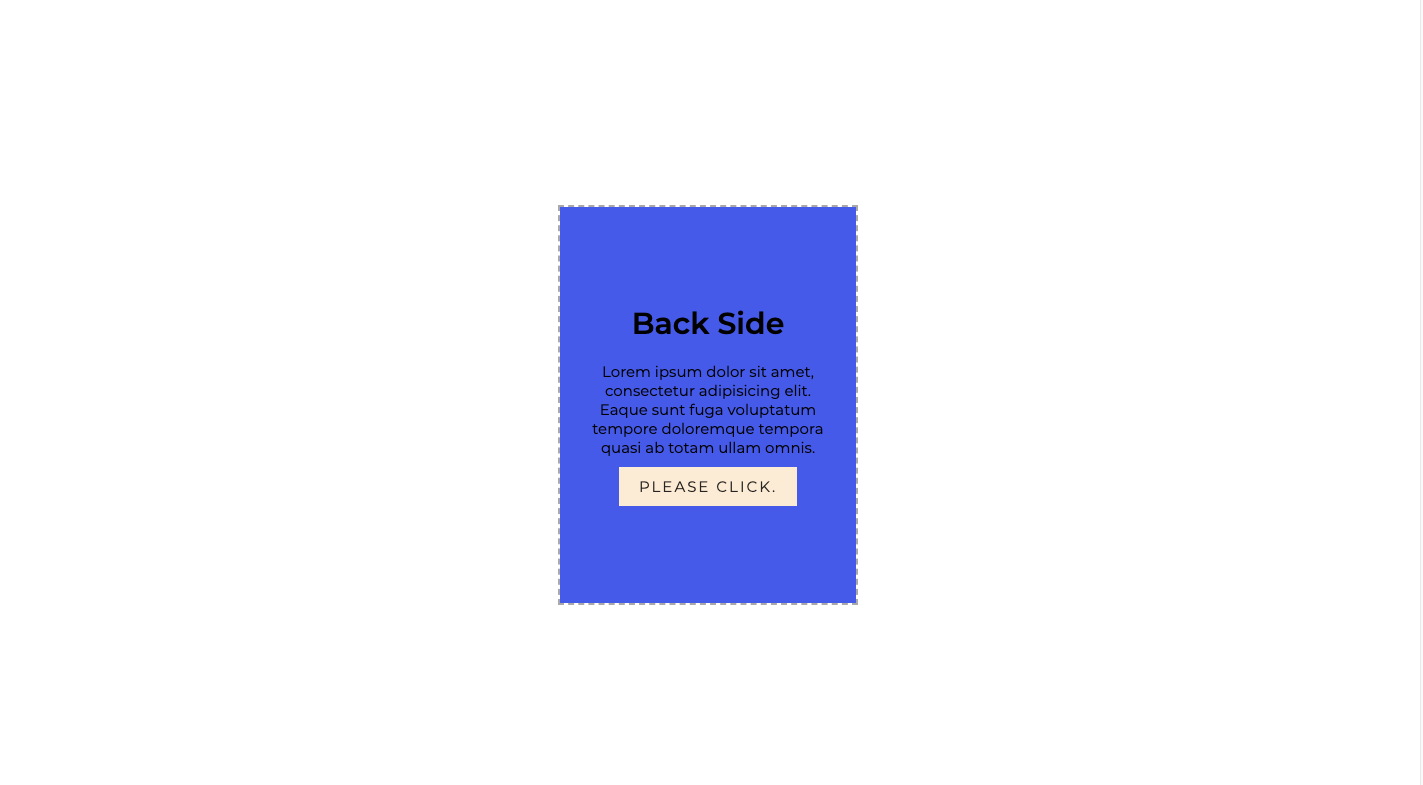 Back Side
Lorem ipsum dolor sit amet,
consectetur adipisicing elit.
Eaque sunt fuga voluptatum
tempore doloremque tempora
quasi ab totam ullam omnis.
PLEASE CLICK.